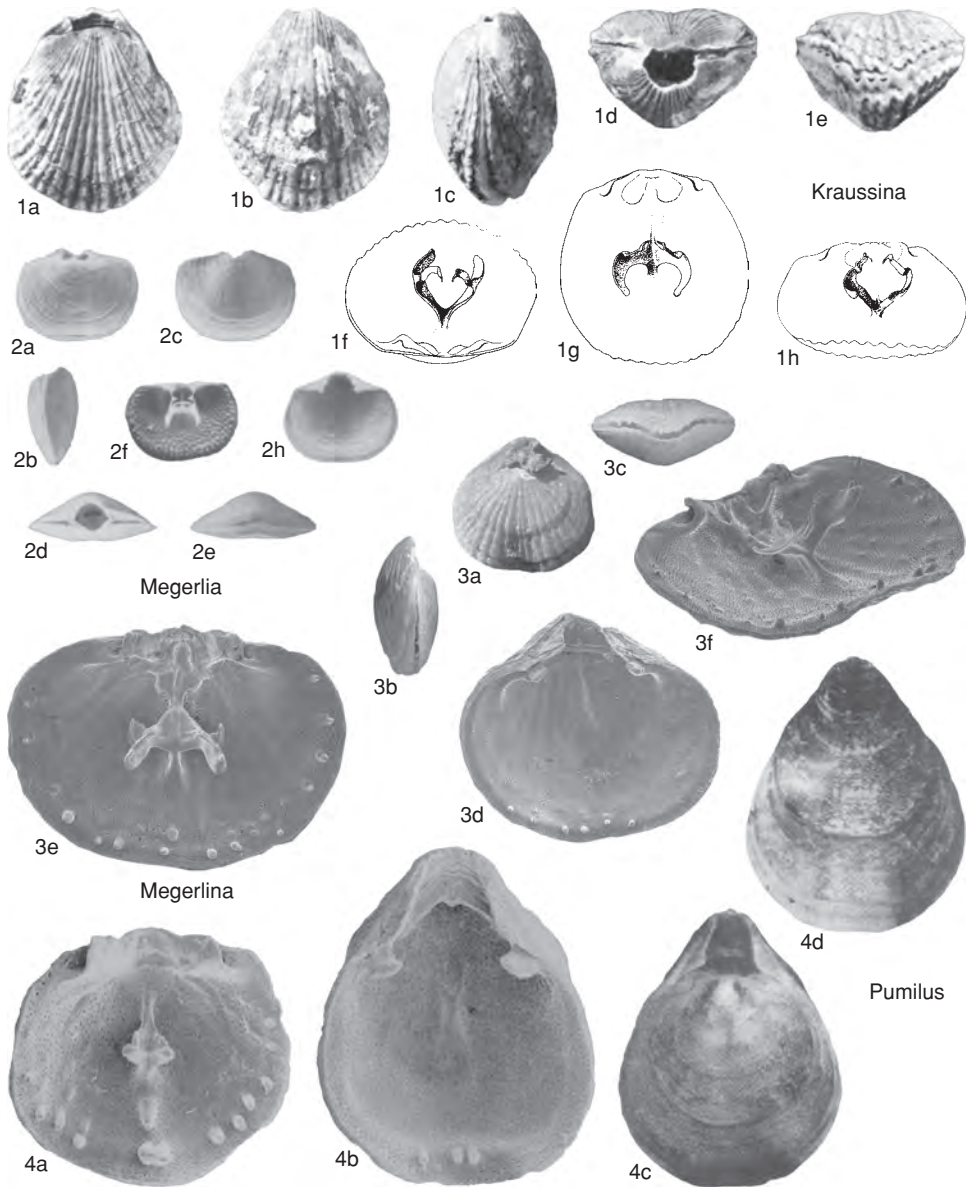 1a
1b
1c
1d
1e
Kraussina
1f
1g
1h
2a
2c
2b
2f
2h
3c
2d
2e
3a
Megerlia
3b
3f
3e
3d
Megerlina
4d
4a
4b
4c
Pumilus